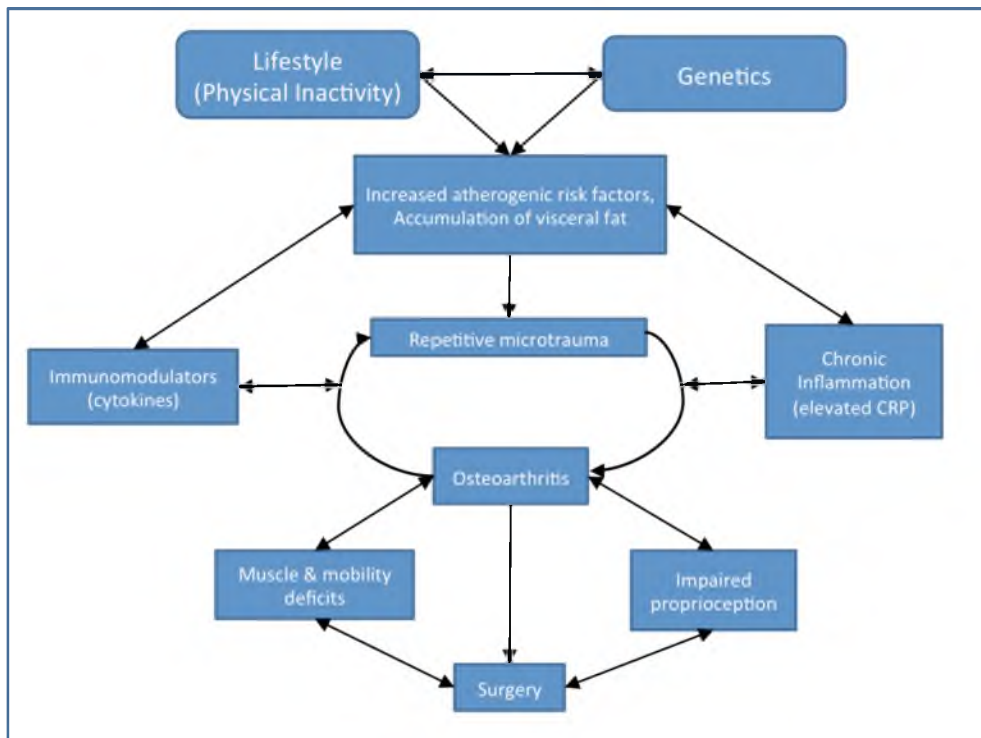 Lifestyle
(Physical Inactivity)
Genetics
Increased atherogenic risk factors,
Accumulation of visceral fat
Repetitive microtrauma
Immunomodulators
(cytokines)
Chronic
Inflammation
(elevated CRP)
Osteoarthritis
Muscle & mobility
deficits
Impaired
proprioception
Surgery